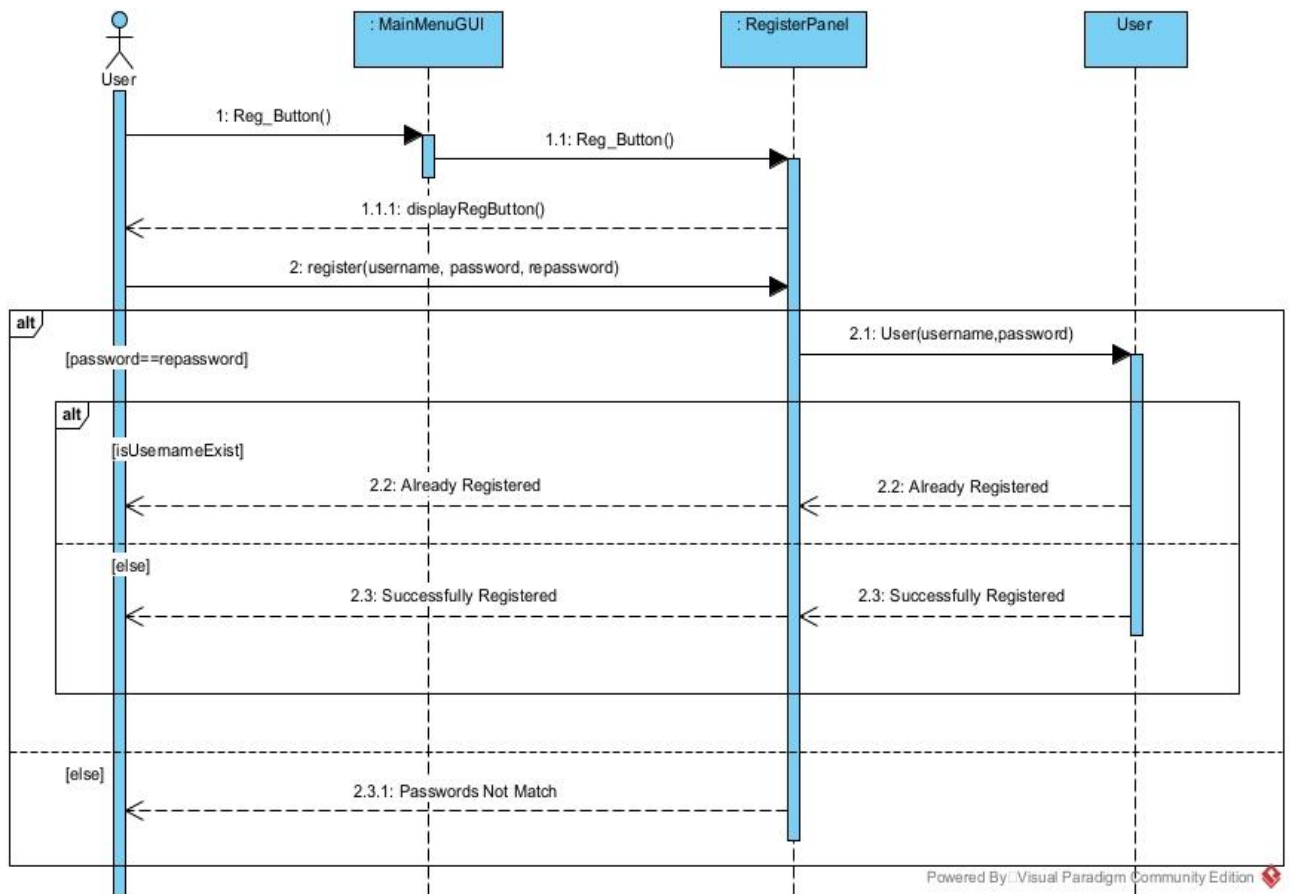 : MainMenuGUI
: RegisterPanel
User
User
1: Reg_Button()
1.1: Reg_Button()
1.1.1: displayRegButton()
2: register(username, password, repassword)
alt
2.1: User(username,password)
[password==repassword]
alt
[isUsernameExist]
2.2: Already Registered
2.2: Already Registered
[else]
2.3: Successfully Registered
2.3: Successfully Registered
[else]
2.3.1: Passwords Not Match
Powered By Visual Paradigm Community Edition